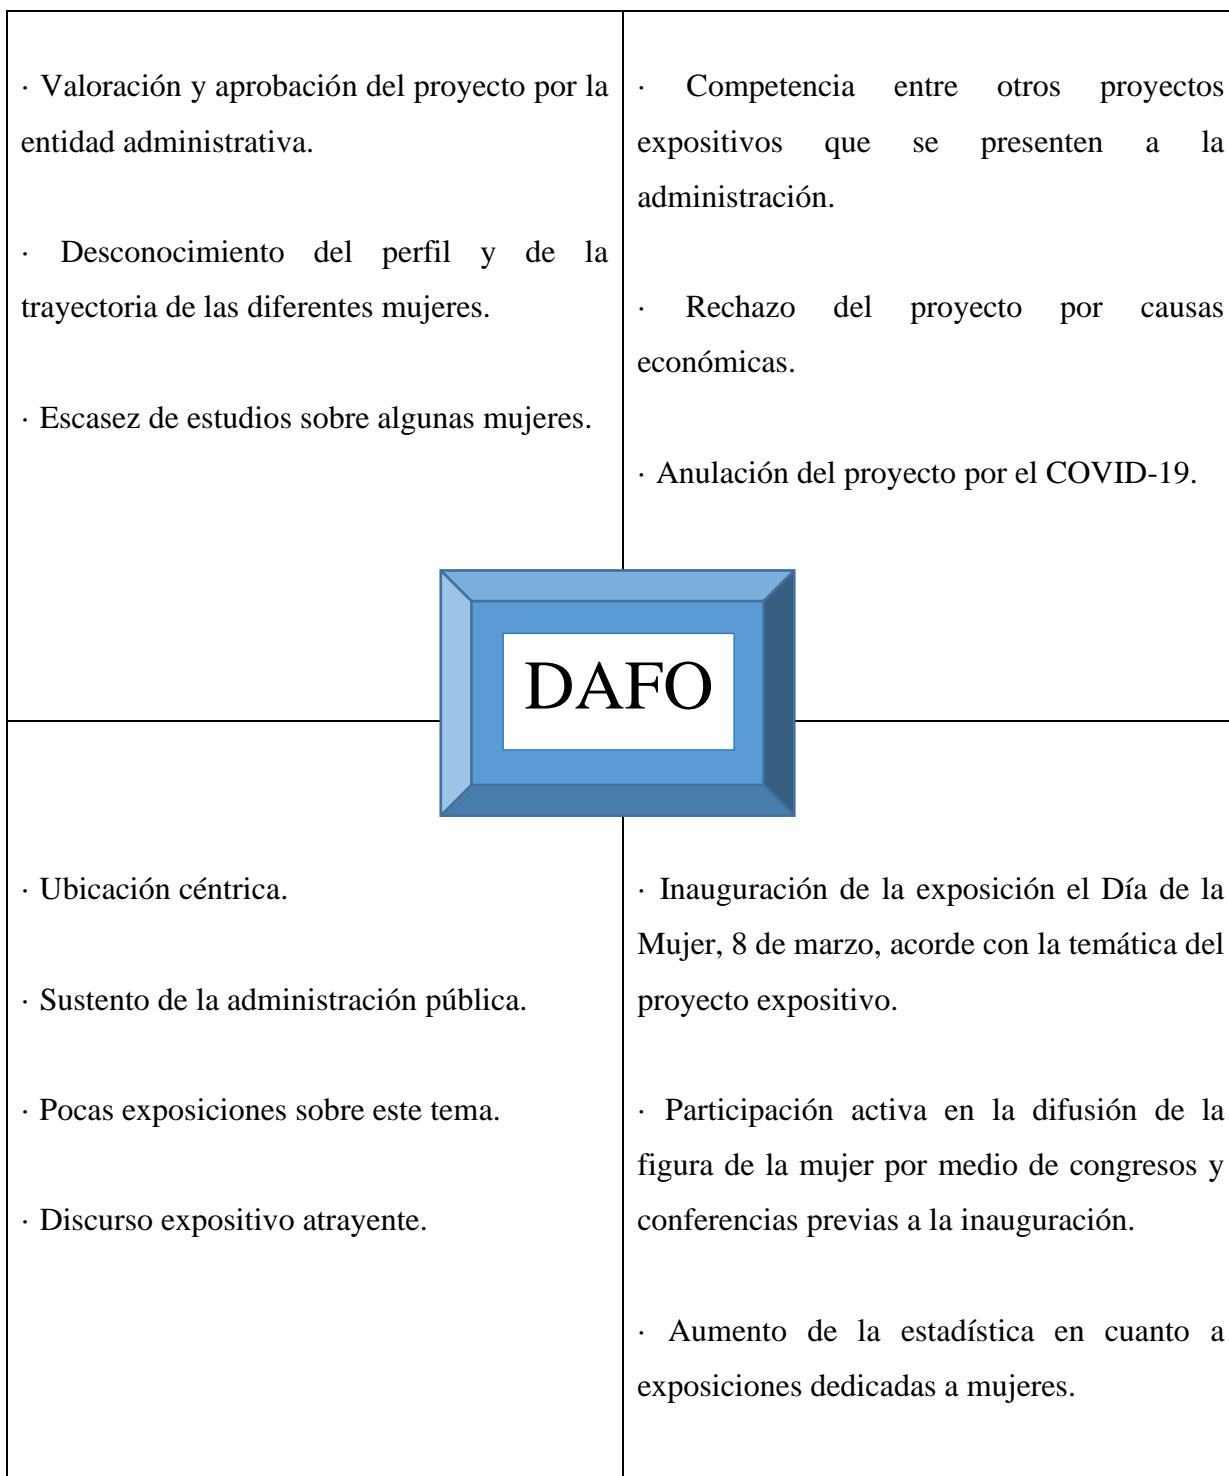 · Valoración y aprobación del proyecto por la
entidad administrativa.
· Desconocimiento del perfil y de la
trayectoria de las diferentes mujeres.
· Escasez de estudios sobre algunas mujeres.
· Competencia entre otros proyectos
expositivos que se presenten a la
administración.
· Rechazo del proyecto por causas
económicas.
· Anulación del proyecto por el COVID-19.
DAFO
· Ubicación céntrica.
· Sustento de la administración pública.
· Pocas exposiciones sobre este tema.
· Discurso expositivo atrayente.
· Inauguración de la exposición el Día de la
Mujer, 8 de marzo, acorde con la temática del
proyecto expositivo.
· Participación activa en la difusión de la
figura de la mujer por medio de congresos y
conferencias previas a la inauguración.
· Aumento de la estadística en cuanto a
exposiciones dedicadas a mujeres.